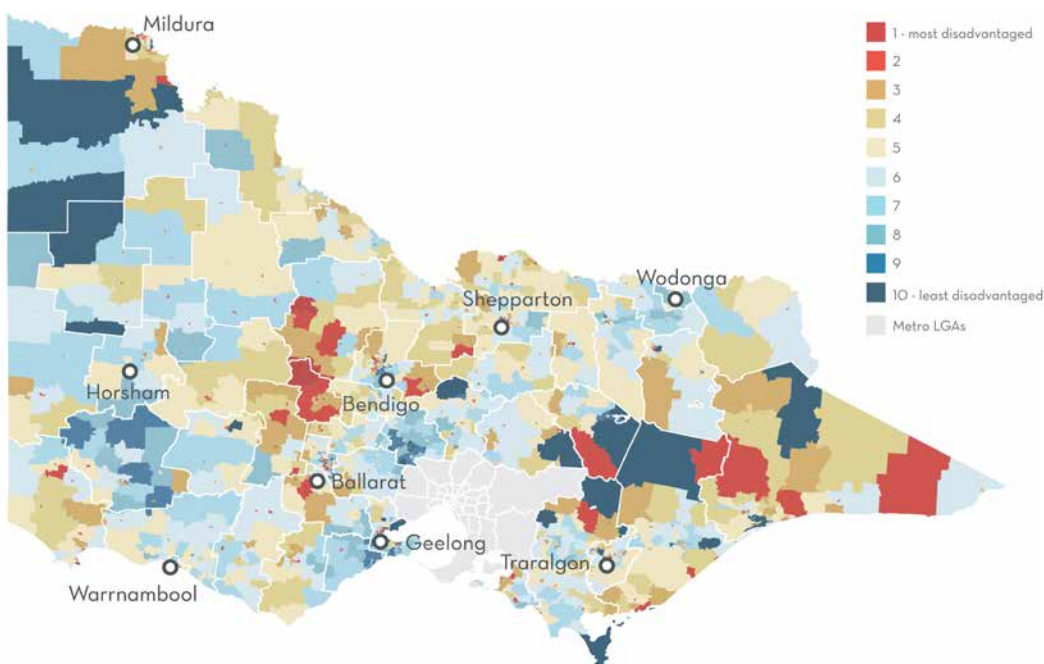 Mildura
1 - most disadvantaged
2
3
4
5
6
7
8
9
10 - least disadvantaged
Metro LGAs
Wodonga
Shepparton
Horsham
Bendigo
Ballarat
Geelong
Traralgon
Warrnambool